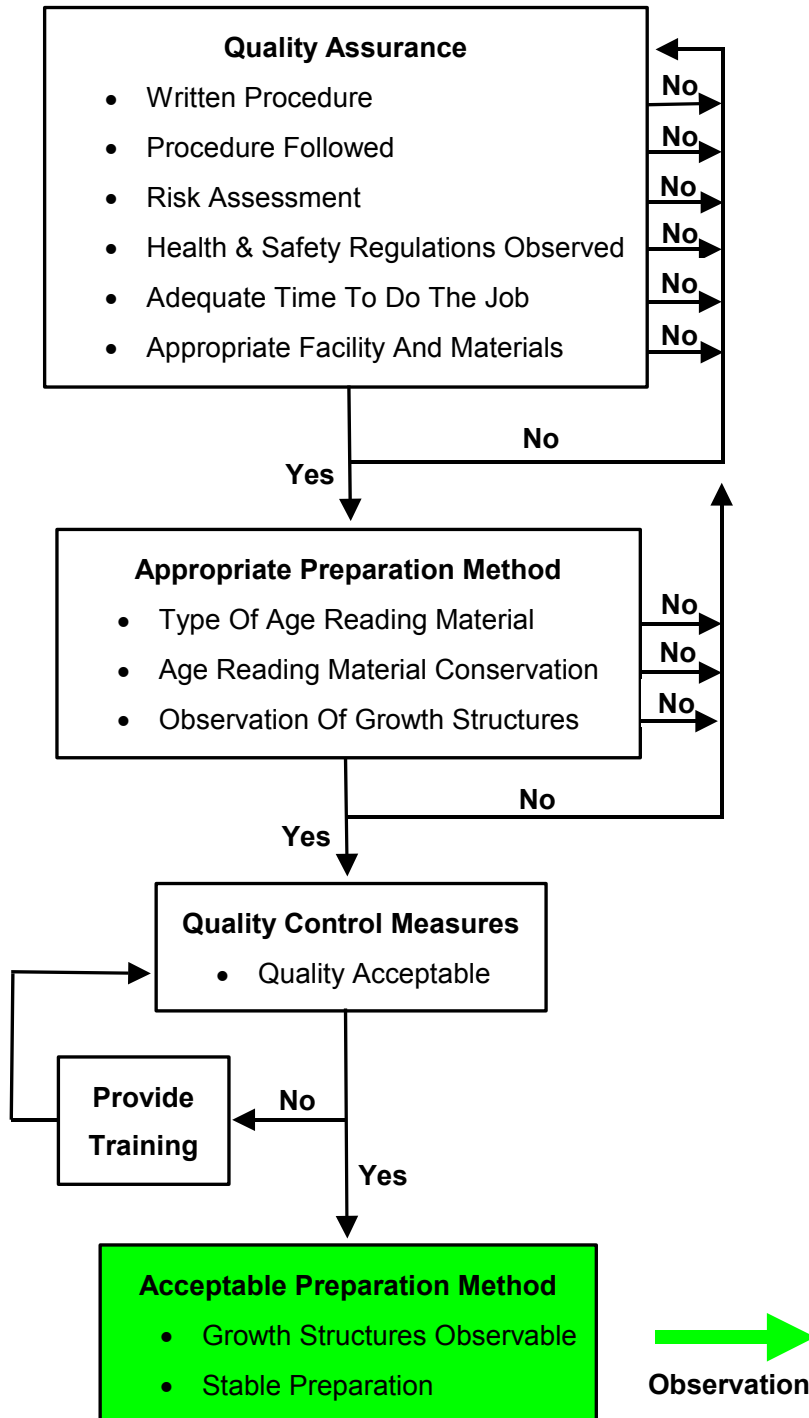 Quality Assurance
• Written Procedure
No
• Procedure Followed
No
• Risk Assessment
No
• Health & Safety Regulations Observed
No
• Adequate Time To Do The Job
No
• Appropriate Facility And Materials
No
No
Yes
Appropriate Preparation Method
• Type Of Age Reading Material
No
• Age Reading Material Conservation
No
• Observation Of Growth Structures
No
No
Yes
Quality Control Measures
• Quality Acceptable
Provide
Training
No
Yes
Acceptable Preparation Method
• Growth Structures Observable
• Stable Preparation
Observation